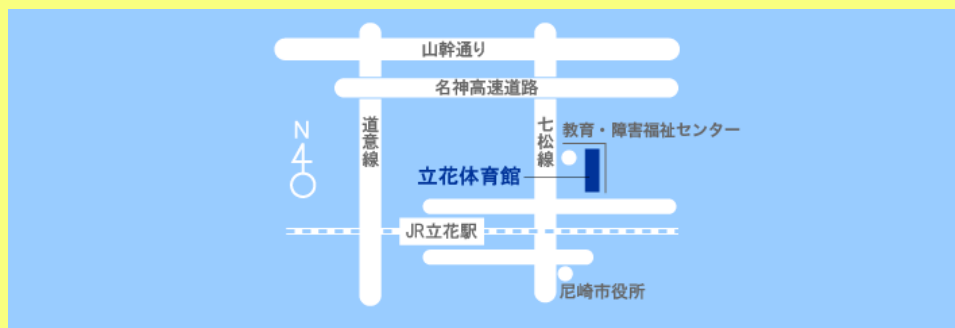 山幹通り
名神高速道路
N
道意線
七松線
教育・障害福祉センター
立花体育館
JR立花駅
尼崎市役所